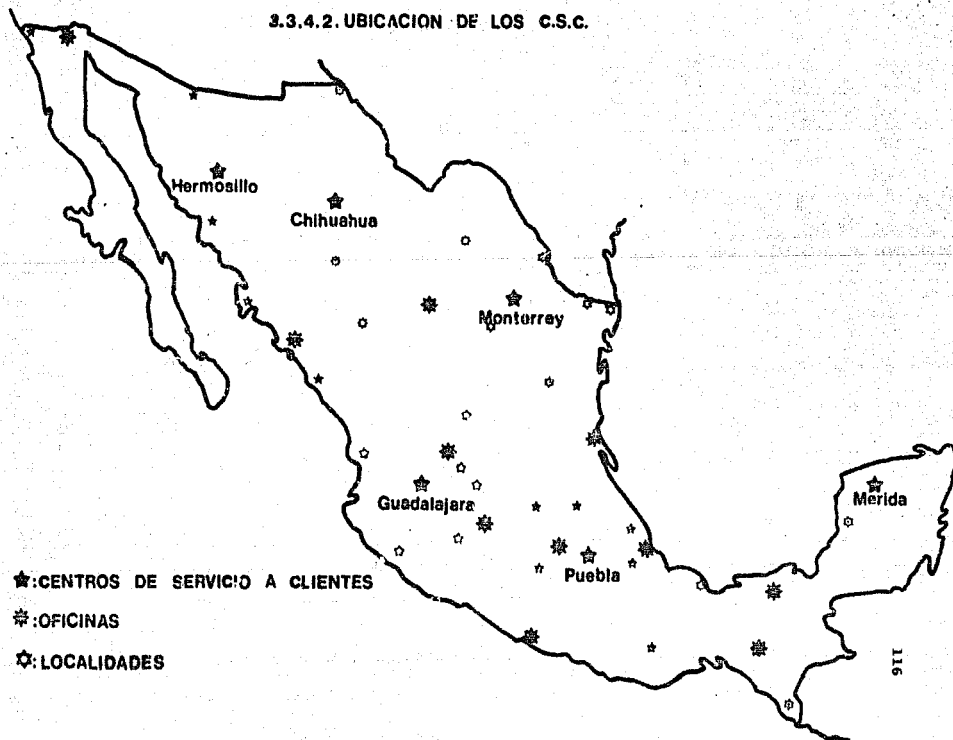 3.3.4.2. UBICACION DE LOS C.S.C.
Hermosillo
Chihuahua
Monterrey
Guadalajara
Merida
Puebla
:CENTROS DE SERVICIO A CLIENTES
:OFICINAS
:LOCALIDADES
116